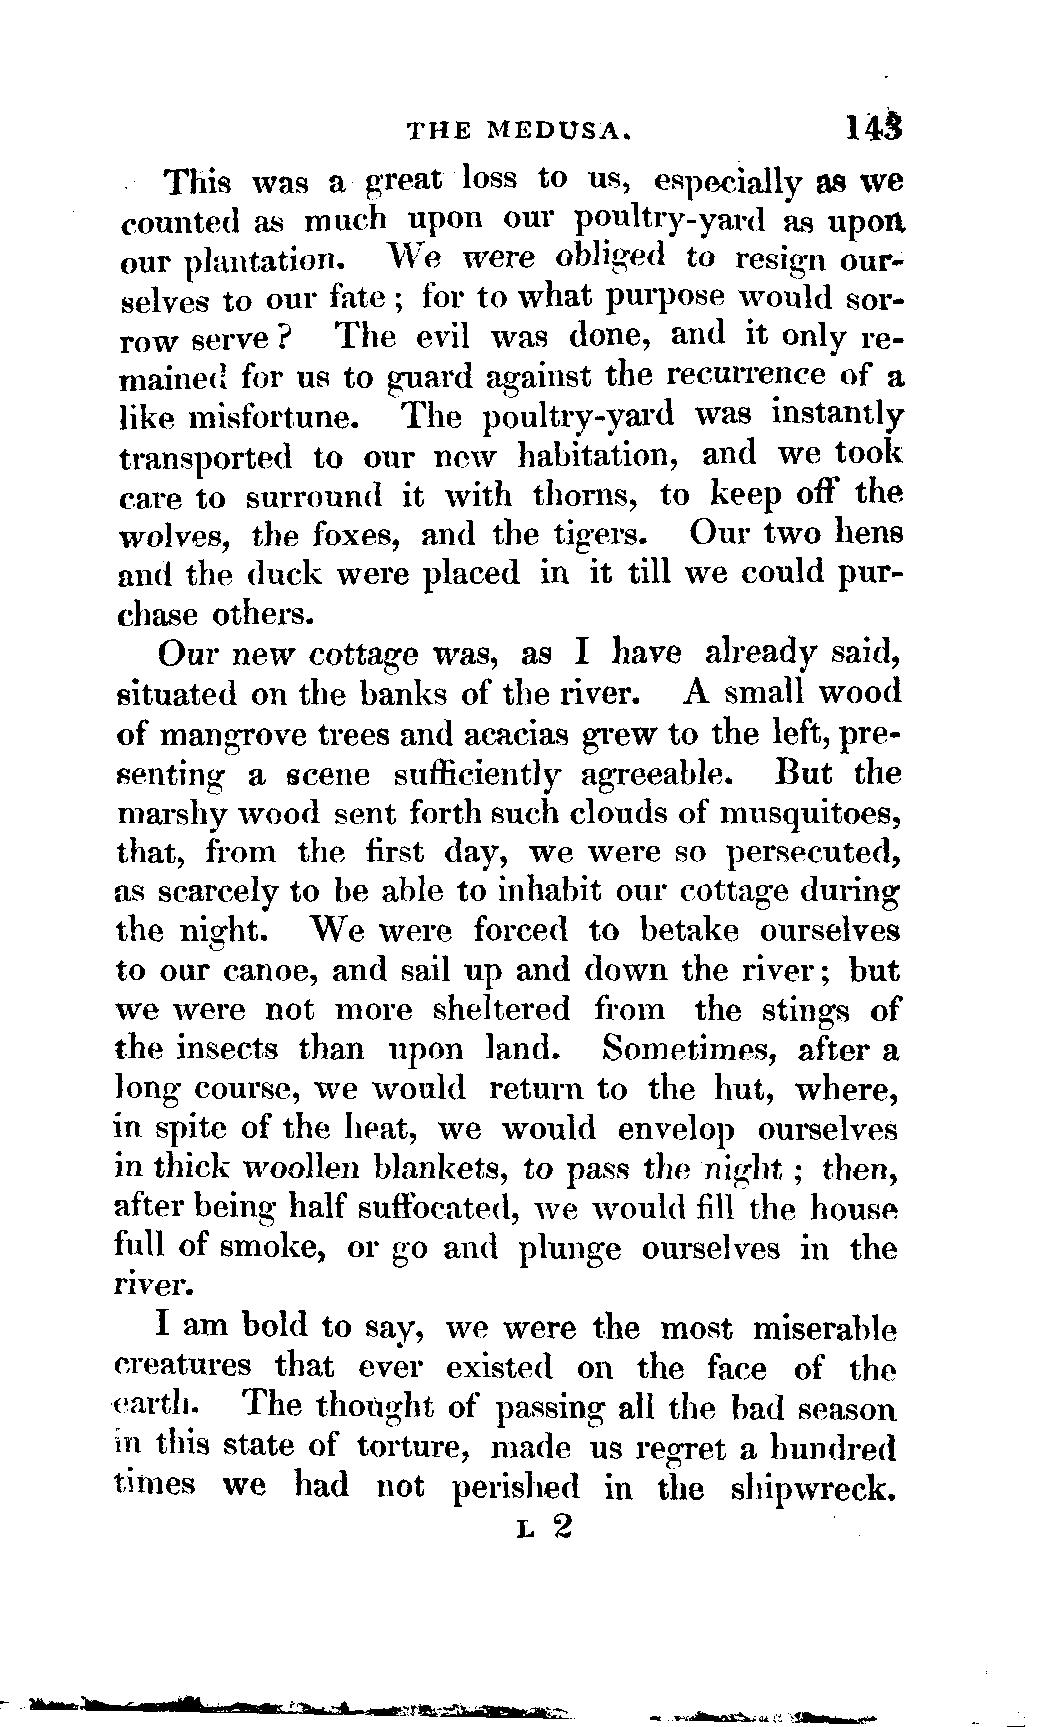 THE MEDUSA. 143
This was a great loss to us, especially as we
counted as much upon our poultry-yard as upon
our plantation. We were obliged to resign our-
selves to our fate ; for to what purpose would sor-
row serve ? The evil was done, and it only re-
mained for us to guard against the recurrence of a
like misfortune. The poultry-yard was instantly
transported to our new habitation, and we took
care to surround it with thorns, to keep off the
wolves, the foxes, and the tigers. Our two hens
and the duck were placed in it till we could pur-
chase others.
Our new cottage was, as I have already said,
situated on the banks of the river. A small wood
of mangrove trees and acacias grew to the left, pre-
senting a scene sufficiently agreeable. But the
marshy wood sent forth such clouds of musquitoes,
that, from the first day, we were so persecuted,
as scarcely to be able to inhabit our cottage during
the night. We were forced to betake ourselves
to our canoe, and sail up and down the river ; but
we were not more sheltered from the stings of
the insects than upon land. Sometimes, after a
long course, we would return to the hut, where,
in spite of the heat, we would envelop ourselves
in thick woollen blankets, to pass the night ; then,
after being half suffocated, we would fill the house
full of smoke, or go and plunge ourselves in the
river.
I am bold to say, we were the most miserable
creatures that ever existed on the face of the
earth. The thought of passing all the bad season
in this state of torture, made us regret a hundred
times we had not perished in the shipwreck.
L 2